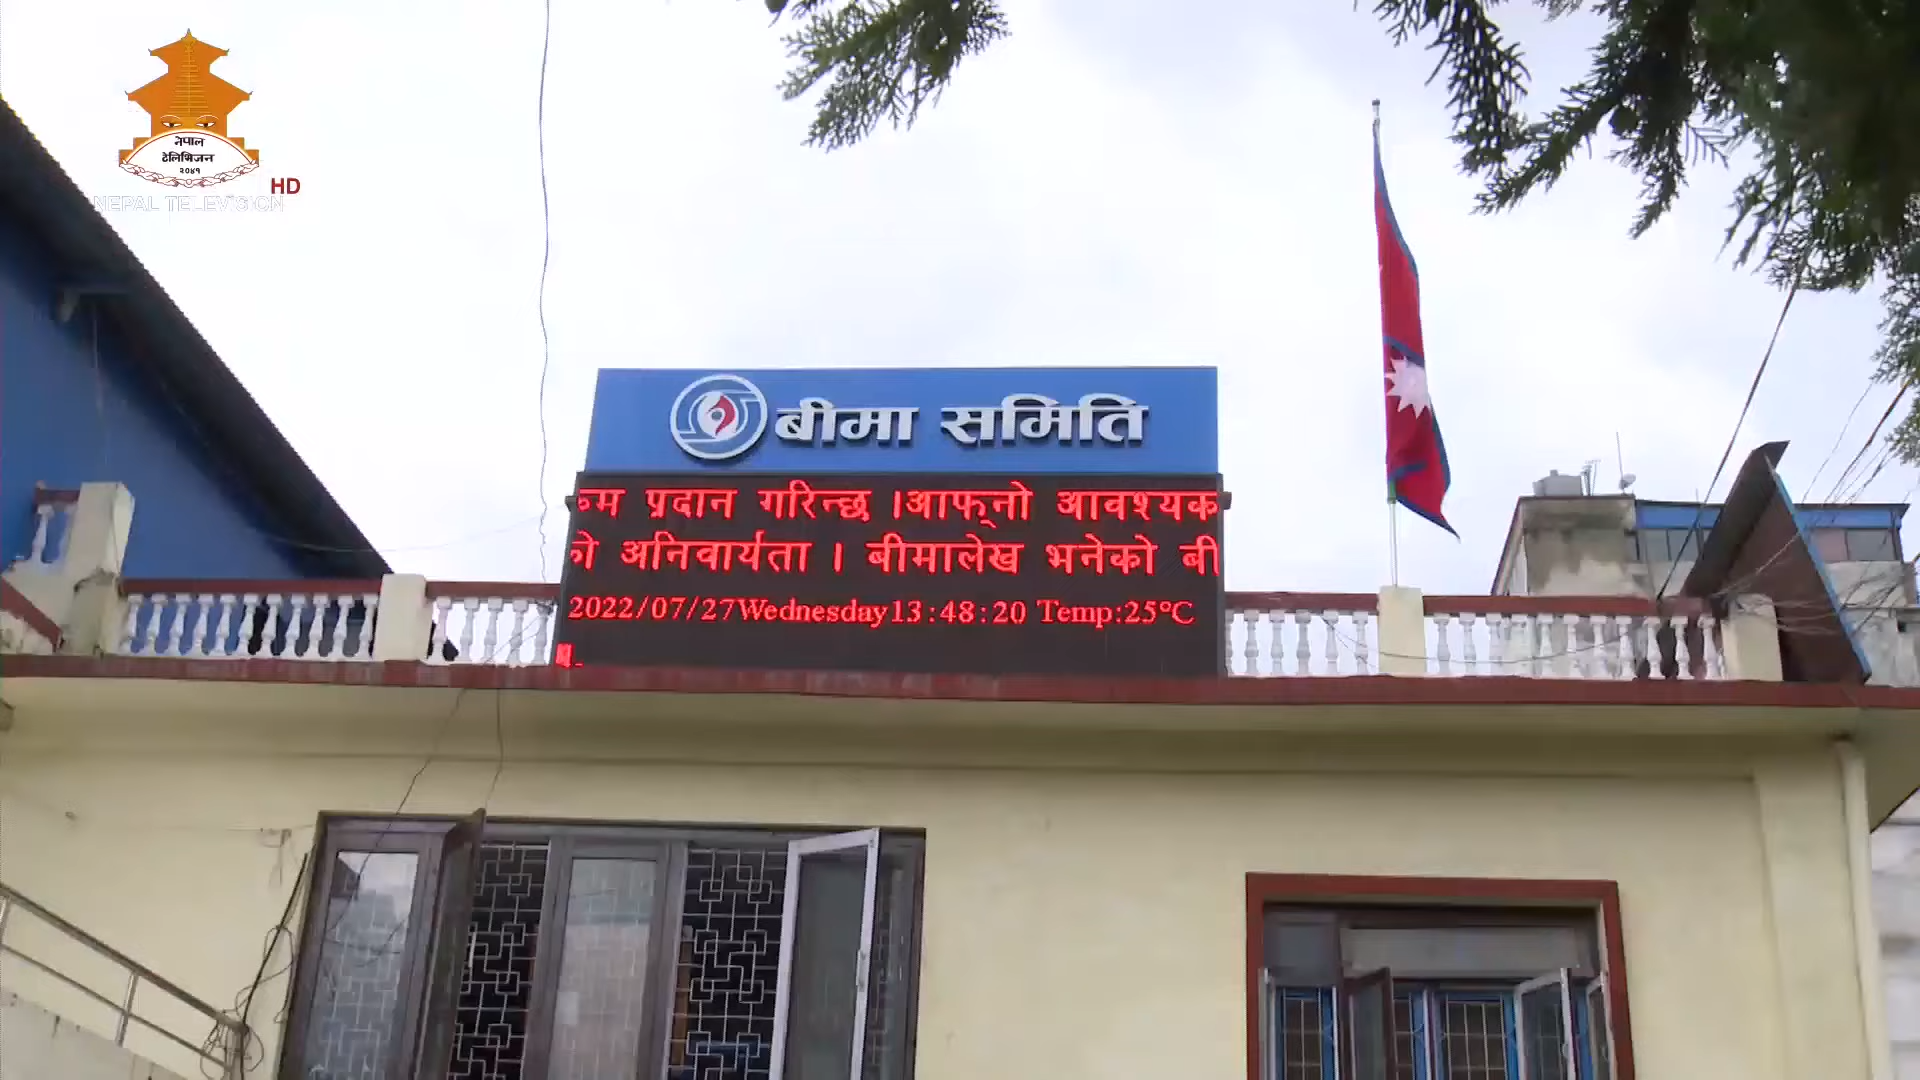 नेपाल
टेलिभिजन
२०४१
HD
NEPAL TELEVISION
बीमा समिति
प्रदान गरिन्छ ।आफ्नो आवश्यक
अनिवार्यता । बीमालेख भनेको बी
2022/07/27Wednesday13:48:20 Temp:25°C